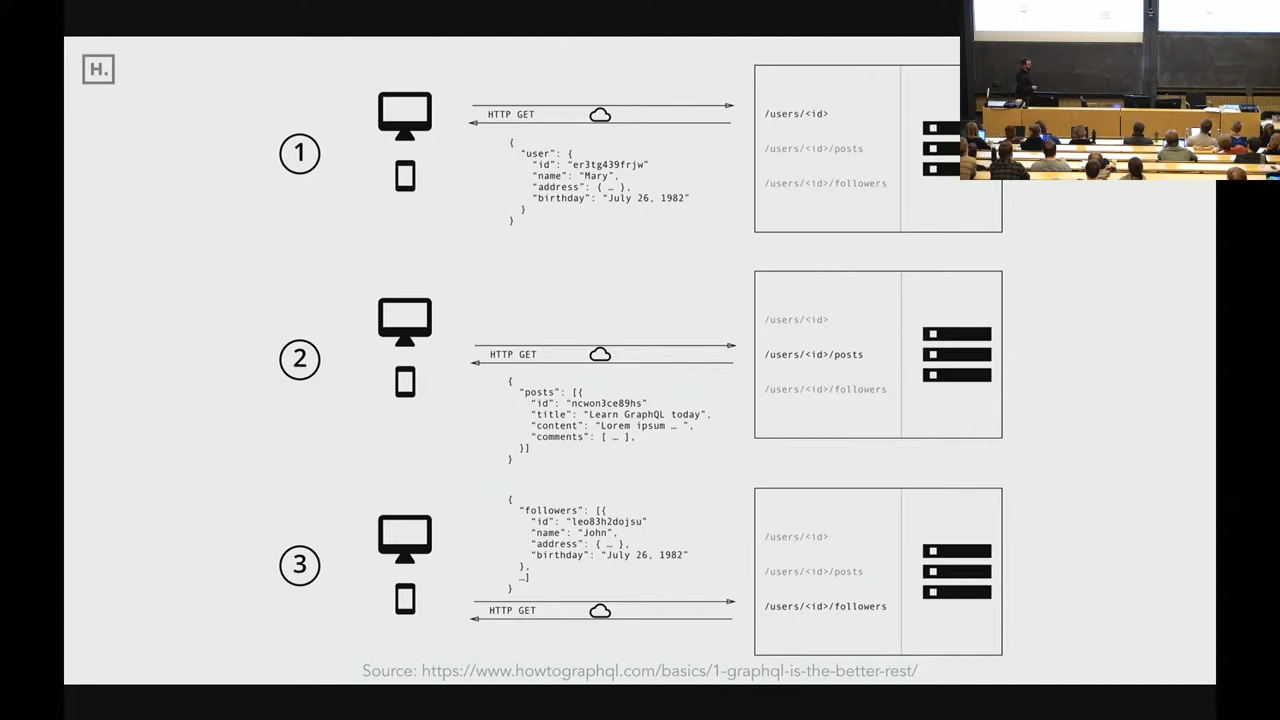 H.
1
HTTP GET
{
"user": {
"id": "er3tg439frjw"
"name": "Mary",
"address": { … },
"birthday": "July 26, 1982"
}
}
/users/<id>
/users/<id>/posts
/users/<id>/followers
2
HTTP GET
{
"posts": [{
"id": "ncwon3ce89hs"
"title": "Learn GraphQL today",
"content": "Lorem ipsum … ",
"comments": [ … ],
}]
}
/users/<id>
/users/<id>/posts
/users/<id>/followers
3
{
"followers": [{
"id": "leo83h2dojsu"
"name": "John",
"address": { … },
"birthday": "July 26, 1982"
},
…]
}
HTTP GET
/users/<id>
/users/<id>/posts
/users/<id>/followers
Source: https://www.howtographql.com/basics/1-graphql-is-the-better-rest/